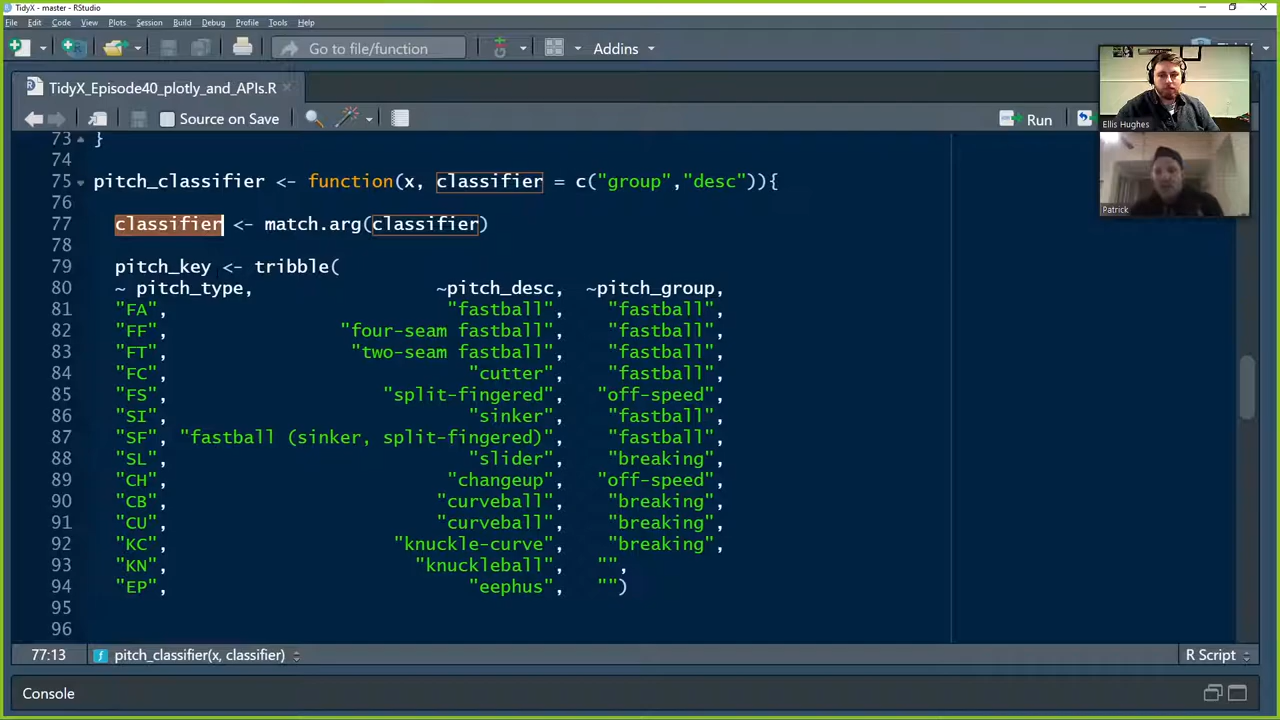 TidyX - master - RStudio
File Edit Code View Plots Session Build Debug Profile Tools Help
Go to file/function
Addins
TidyX_Episode40_plotly_and_APIs.R
Source on Save
Run
Ellis Hughes
Patrick
73 }
74
75 pitch_classifier <- function(x, classifier = c("group","desc")){
76
77 classifier <- match.arg(classifier)
78
79 pitch_key <- tribble(
80 ~ pitch_type, ~pitch_desc, ~pitch_group,
81 "FA", "fastball", "fastball",
82 "FF", "four-seam fastball", "fastball",
83 "FT", "two-seam fastball", "fastball",
84 "FC", "cutter", "fastball",
85 "FS", "split-fingered", "off-speed",
86 "SI", "sinker", "fastball",
87 "SF", "fastball (sinker, split-fingered)", "fastball",
88 "SL", "slider", "breaking",
89 "CH", "changeup", "off-speed",
90 "CB", "curveball", "breaking",
91 "CU", "curveball", "breaking",
92 "KC", "knuckle-curve", "breaking",
93 "KN", "knuckleball", "",
94 "EP", "eephus", "")
95
96
77:13 pitch_classifier(x, classifier) R Script
Console